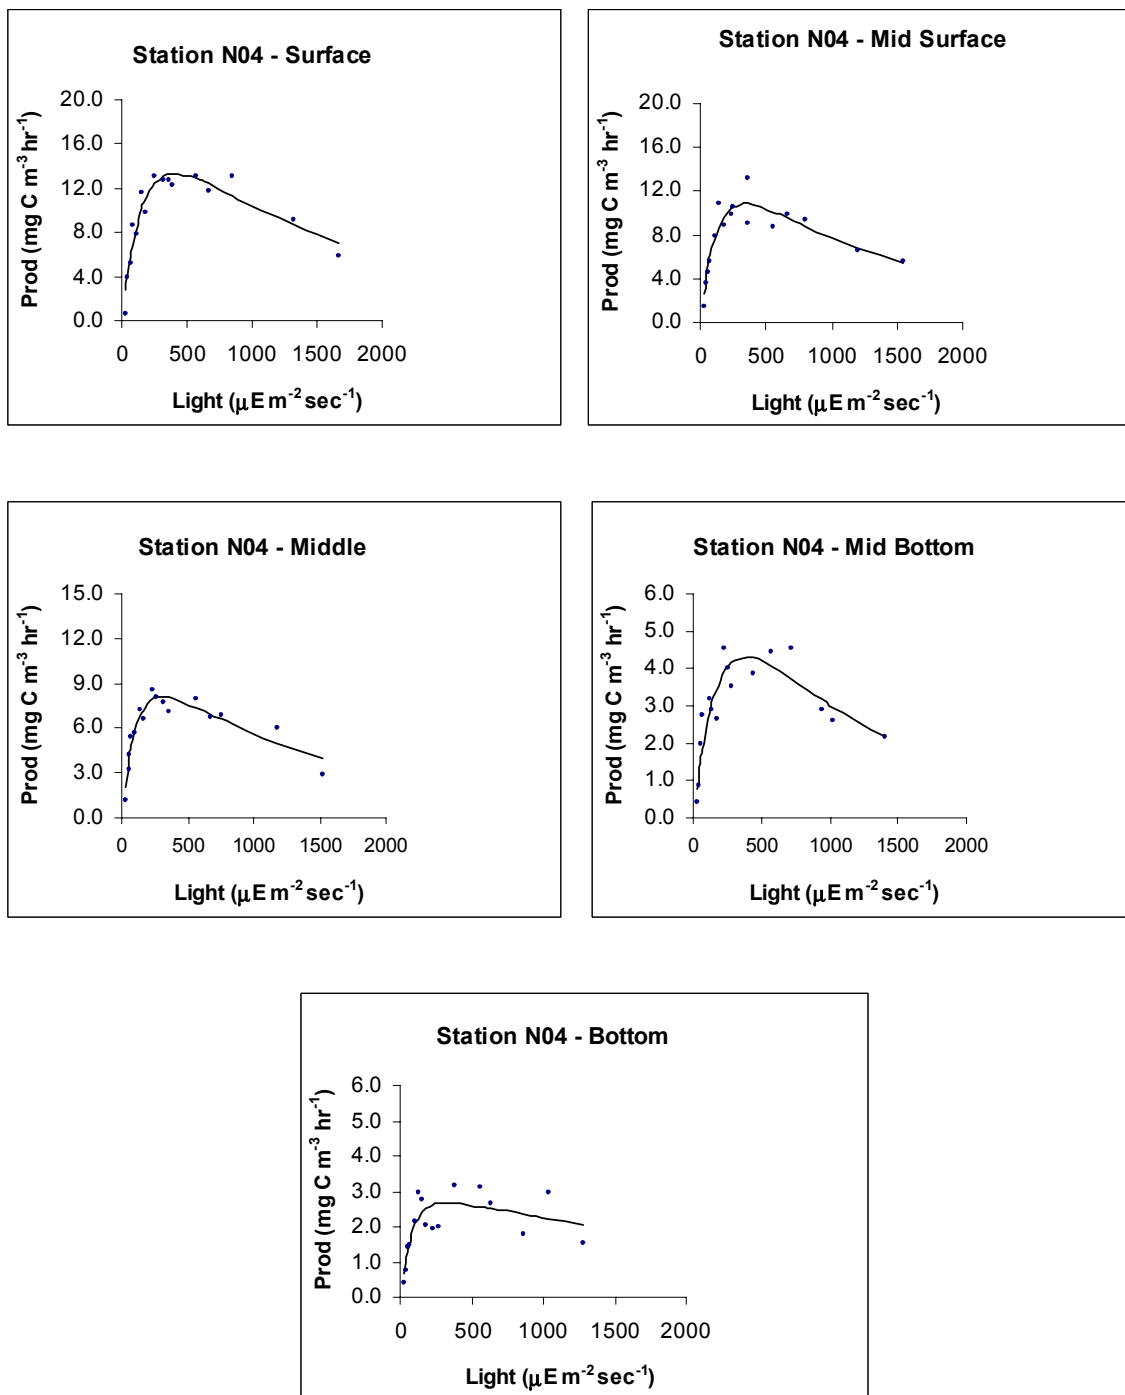 Station N04 - Surface
Prod (mg C m-3 hr-1)
20.0
16.0
12.0
8.0
4.0
0.0
0 500 1000 1500 2000
Light (μE m-2 sec-1)
Station N04 - Mid Surface
Prod (mg C m-3 hr-1)
20.0
16.0
12.0
8.0
4.0
0.0
0 500 1000 1500 2000
Light (μE m-2 sec-1)
Station N04 - Middle
Prod (mg C m-3 hr-1)
15.0
12.0
9.0
6.0
3.0
0.0
0 500 1000 1500 2000
Light (μE m-2 sec-1)
Station N04 - Mid Bottom
Prod (mg C m-3 hr-1)
6.0
5.0
4.0
3.0
2.0
1.0
0.0
0 500 1000 1500 2000
Light (μE m-2 sec-1)
Station N04 - Bottom
Prod (mg C m-3 hr-1)
6.0
5.0
4.0
3.0
2.0
1.0
0.0
0 500 1000 1500 2000
Light (μE m-2 sec-1)